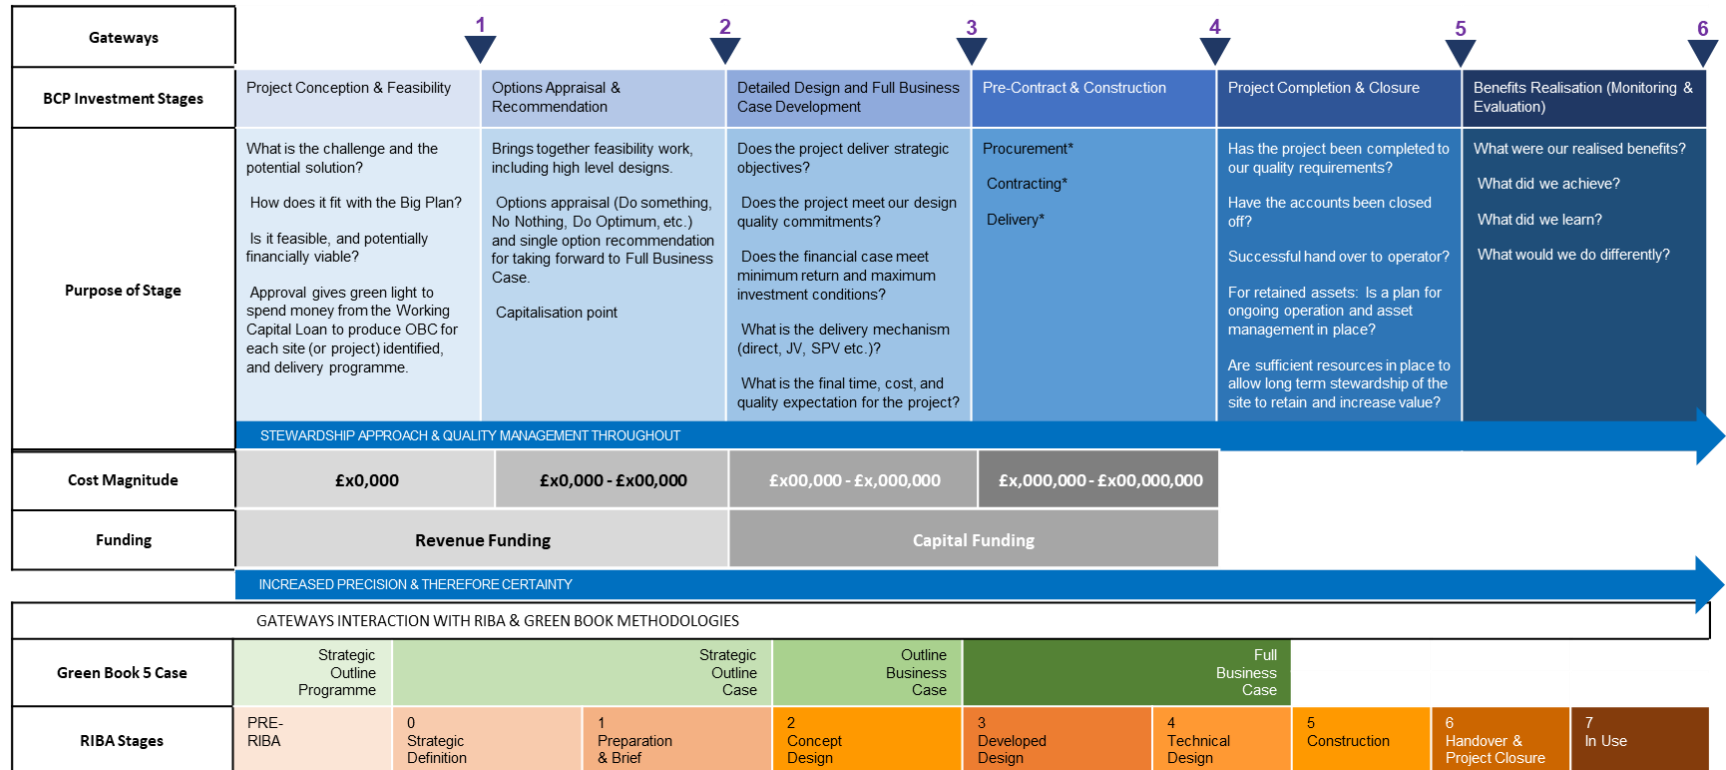 1
2
3
4
5
6
Gateways
BCP Investment Stages
Project Conception & Feasibility
Options Appraisal &
Recommendation
Detailed Design and Full Business
Case Development
Pre-Contract & Construction
Project Completion & Closure
Benefits Realisation (Monitoring &
Evaluation)
Purpose of Stage
What is the challenge and the
potential solution?
How does it fit with the Big Plan?
Is it feasible, and potentially
financially viable?
Approval gives green light to
spend money from the Working
Capital Loan to produce OBC for
each site (or project) identified,
and delivery programme.
Brings together feasibility work,
including high level designs.
Options appraisal (Do something,
No Nothing, Do Optimum, etc.)
and single option recommendation
for taking forward to Full Business
Case.
Capitalisation point
Does the project deliver strategic
objectives?
Does the project meet our design
quality commitments?
Does the financial case meet
minimum return and maximum
investment conditions?
What is the delivery mechanism
(direct, JV, SPV etc.)?
What is the final time, cost, and
quality expectation for the project?
Procurement*
Contracting*
Delivery*
Has the project been completed to
our quality requirements?
Have the accounts been closed
off?
Successful hand over to operator?
For retained assets: Is a plan for
ongoing operation and asset
management in place?
Are sufficient resources in place to
allow long term stewardship of the
site to retain and increase value?
What were our realised benefits?
What did we achieve?
What did we learn?
What would we do differently?
STEWARDSHIP APPROACH & QUALITY MANAGEMENT THROUGHOUT
Cost Magnitude
£x0,000
£x0,000 - £x00,000
£x00,000 - £x,000,000
£x,000,000 - £x00,000,000
Funding
Revenue Funding
Capital Funding
INCREASED PRECISION & THEREFORE CERTAINTY
GATEWAYS INTERACTION WITH RIBA & GREEN BOOK METHODOLOGIES
Green Book 5 Case
Strategic
Outline
Programme
Strategic
Outline
Case
Outline
Business
Case
Full
Business
Case
RIBA Stages
PRE-
RIBA
0
Strategic
Definition
1
Preparation
& Brief
2
Concept
Design
3
Developed
Design
4
Technical
Design
5
Construction
6
Handover &
Project Closure
7
In Use